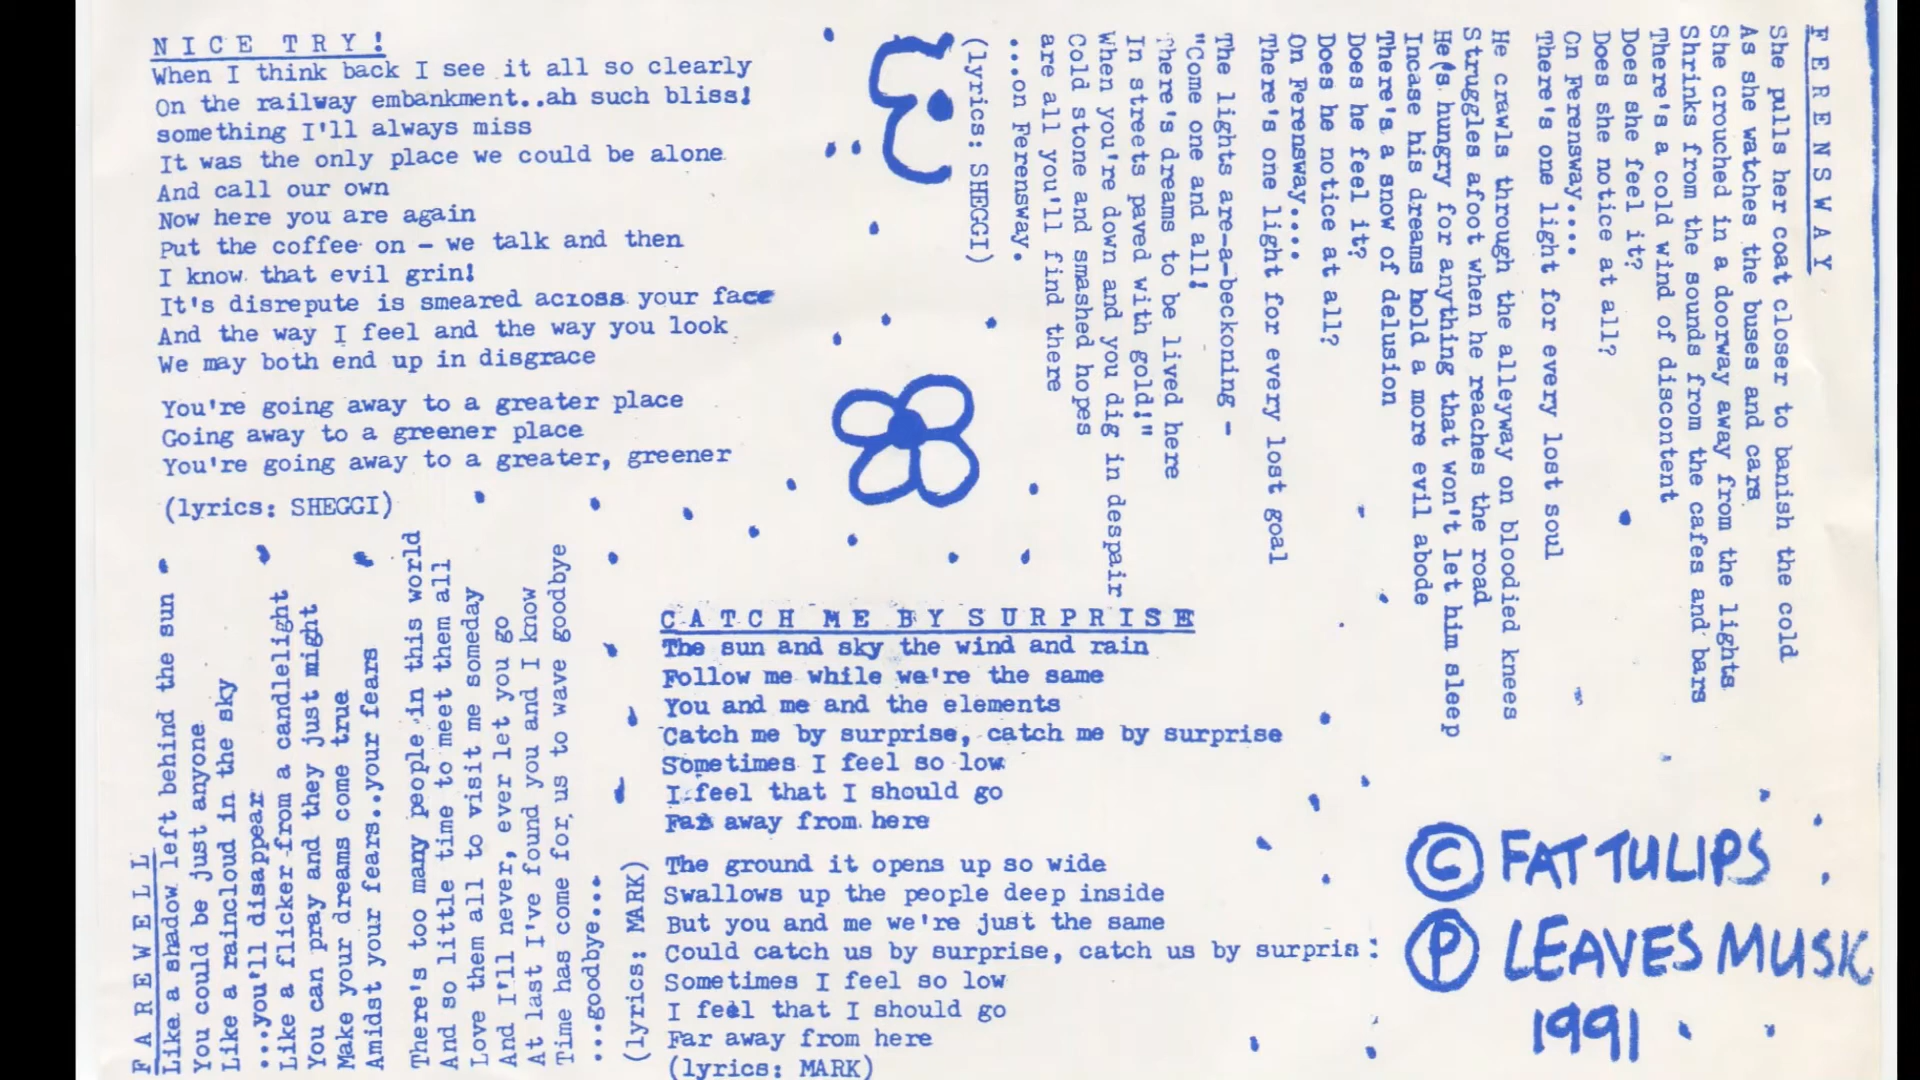 NICE TRY!
When I think back I see it all so clearly
On the railway embankment..ah such bliss!
something I'll always miss
It was the only place we could be alone
And call our own
Now here you are again
Put the coffee on - we talk and then
I know that evil grin!
It's disrepute is smeared across your face
And the way I feel and the way you look
We may both end up in disgrace
You're going away to a greater place
Going away to a greener place
You're going away to a greater, greener
(lyrics: SHEGGI)
FERENSWAY
She pulls her coat closer to banish the cold
As she watches the buses and cars
She crouched in a doorway away from the lights
Shrinks from the sounds from the cafes and bars
There's a cold wind of discontent
Does she feel it?
Does she notice at all?
On Ferensway....
There's one light for every lost soul
He crawls through the alleyway on bloodied knees
Struggles afoot when he reaches the road
He's hungry for anything that won't let him sleep
Incase his dreams hold a more evil abode
There's a snow of delusion
Does he feel it?
Does he notice at all?
On Ferensway....
There's one light for every lost goal
The lights are-a-beckoning -
"Come one and all!
There's dreams to be lived here
In streets paved with gold!"
When you're down and you dig in despair
Cold stone and smashed hopes
are all you'll find there
...on Ferensway.
(lyrics: SHEGGI)
FAREWELL
Like a shadow left behind the sun
You could be just anyone
Like a raincloud in the sky
...you'll disappear
Like a flicker from a candlelight
You can pray and they just might
Make your dreams come true
Amidst your fears..your fears
There's too many people in this world
And so little time to meet them all
Love them all to visit me someday
And I'll never, ever let you go
At last I've found you and I know
Time has come for us to wave goodbye
...goodbye...
(lyrics: MARK)
CATCH ME BY SURPRISE
The sun and sky the wind and rain
Follow me while we're the same
You and me and the elements
Catch me by surprise, catch me by surprise
Sometimes I feel so low
I feel that I should go
Far away from here
The ground it opens up so wide
Swallows up the people deep inside
But you and me we're just the same
Could catch us by surprise, catch us by surpris:
Sometimes I feel so low
I feel that I should go
Far away from here
(lyrics: MARK)
© FAT TULIPS
℗ LEAVES MUSIC
1991